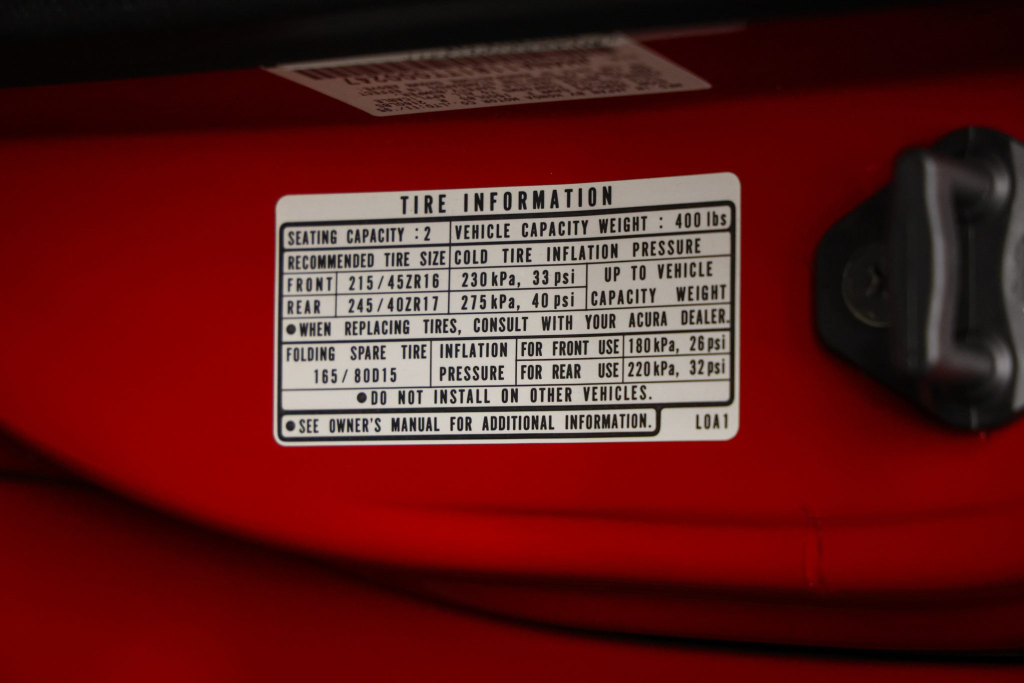 TIRE INFORMATION
SEATING CAPACITY : 2 VEHICLE CAPACITY WEIGHT : 400 lbs
RECOMMENDED TIRE SIZE COLD TIRE INFLATION PRESSURE
FRONT 215/45ZR16 230 kPa, 33 psi UP TO VEHICLE
REAR 245/40ZR17 275 kPa, 40 psi CAPACITY WEIGHT
●WHEN REPLACING TIRES, CONSULT WITH YOUR ACURA DEALER.
FOLDING SPARE TIRE INFLATION FOR FRONT USE 180 kPa, 26 psi
165/80D15 PRESSURE FOR REAR USE 220 kPa, 32 psi
●DO NOT INSTALL ON OTHER VEHICLES.
●SEE OWNER'S MANUAL FOR ADDITIONAL INFORMATION. L0A1